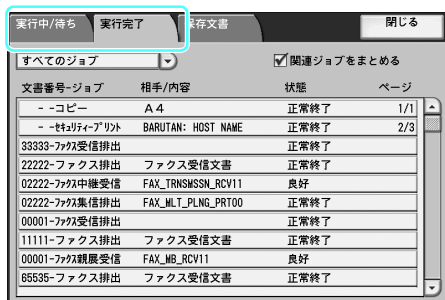 実行中/待ち 実行完了 保存文書 閉じる
すべてのジョブ 関連ジョブをまとめる
文書番号-ジョブ 相手/内容 状態 ページ
- -コピー A4 正常終了 1/1
- -セキュリティープリント BARUTAN: HOST NAME 正常終了 2/3
33333-ファクス受信排出 正常終了
22222-ファクス排出 ファクス受信文書 正常終了
02222-ファクス中継受信 FAX_TRNSMSSN_RCV11 良好
02222-ファクス集信排出 FAX_MLT_PLNG_PRT00 正常終了
00001-ファクス受信排出 正常終了
11111-ファクス排出 ファクス受信文書 正常終了
00001-ファクス親展受信 FAX_MB_RCV11 良好
65535-ファクス排出 ファクス受信文書 正常終了